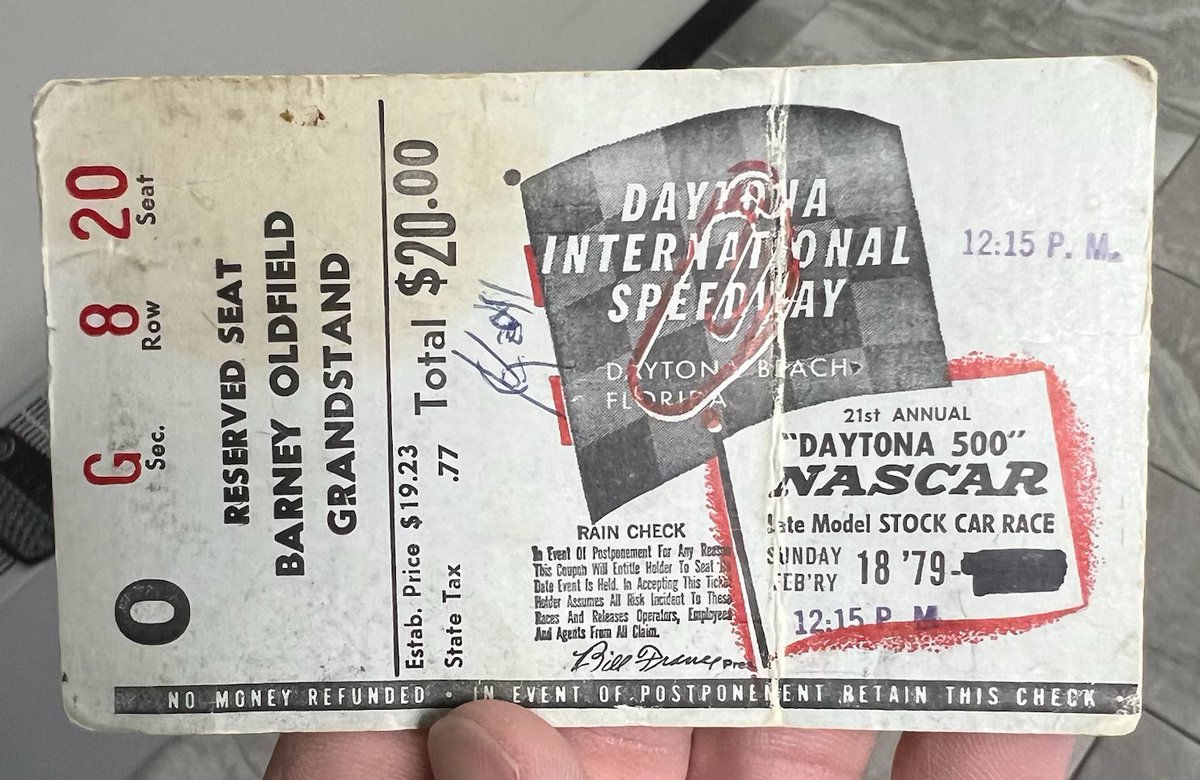 G 8 20
Sec. Row Seat
O
RESERVED SEAT
BARNEY OLDFIELD
GRANDSTAND
Estab. Price $19.23
State Tax .77
Total $20.00
DAYTONA
INTERNATIONAL
SPEEDWAY
DAYTONA BEACH
FLORIDA
12:15 P. M.
21st ANNUAL
"DAYTONA 500"
NASCAR
Late Model STOCK CAR RACE
SUNDAY
FEB'RY 18 '79-
12:15 P. M.
RAIN CHECK
In Event Of Postponement For Any Reason
This Coupon Will Entitle Holder To Seat
Date Event Is Held. In Accepting This Ticket
Holder Assumes All Risk Incident To These
Races And Releases Operators, Employees
And Agents From All Claim.
Bill France Pres
NO MONEY REFUNDED • IN EVENT OF POSTPONEMENT RETAIN THIS CHECK